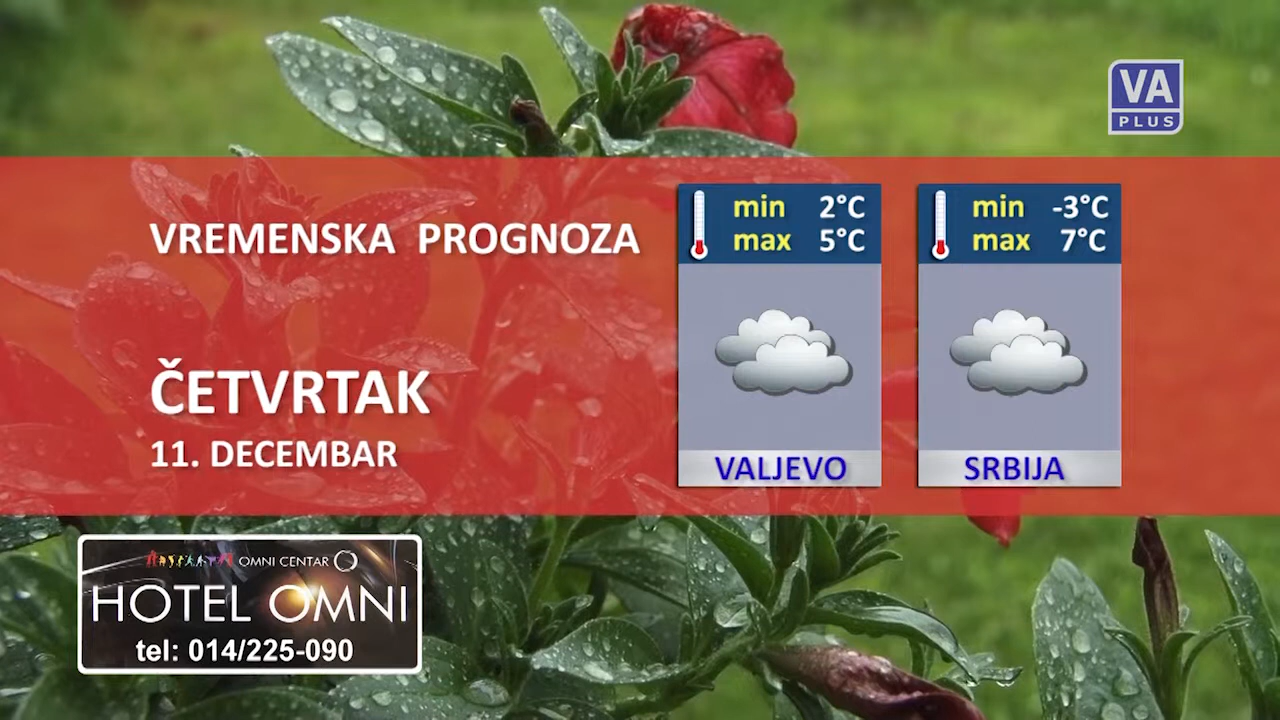 VA
PLUS
VREMENSKA PROGNOZA
ČETVRTAK
11. DECEMBAR
min 2°C
max 5°C
VALJEVO
min -3°C
max 7°C
SRBIJA
OMNI CENTAR
HOTEL OMNI
tel: 014/225-090